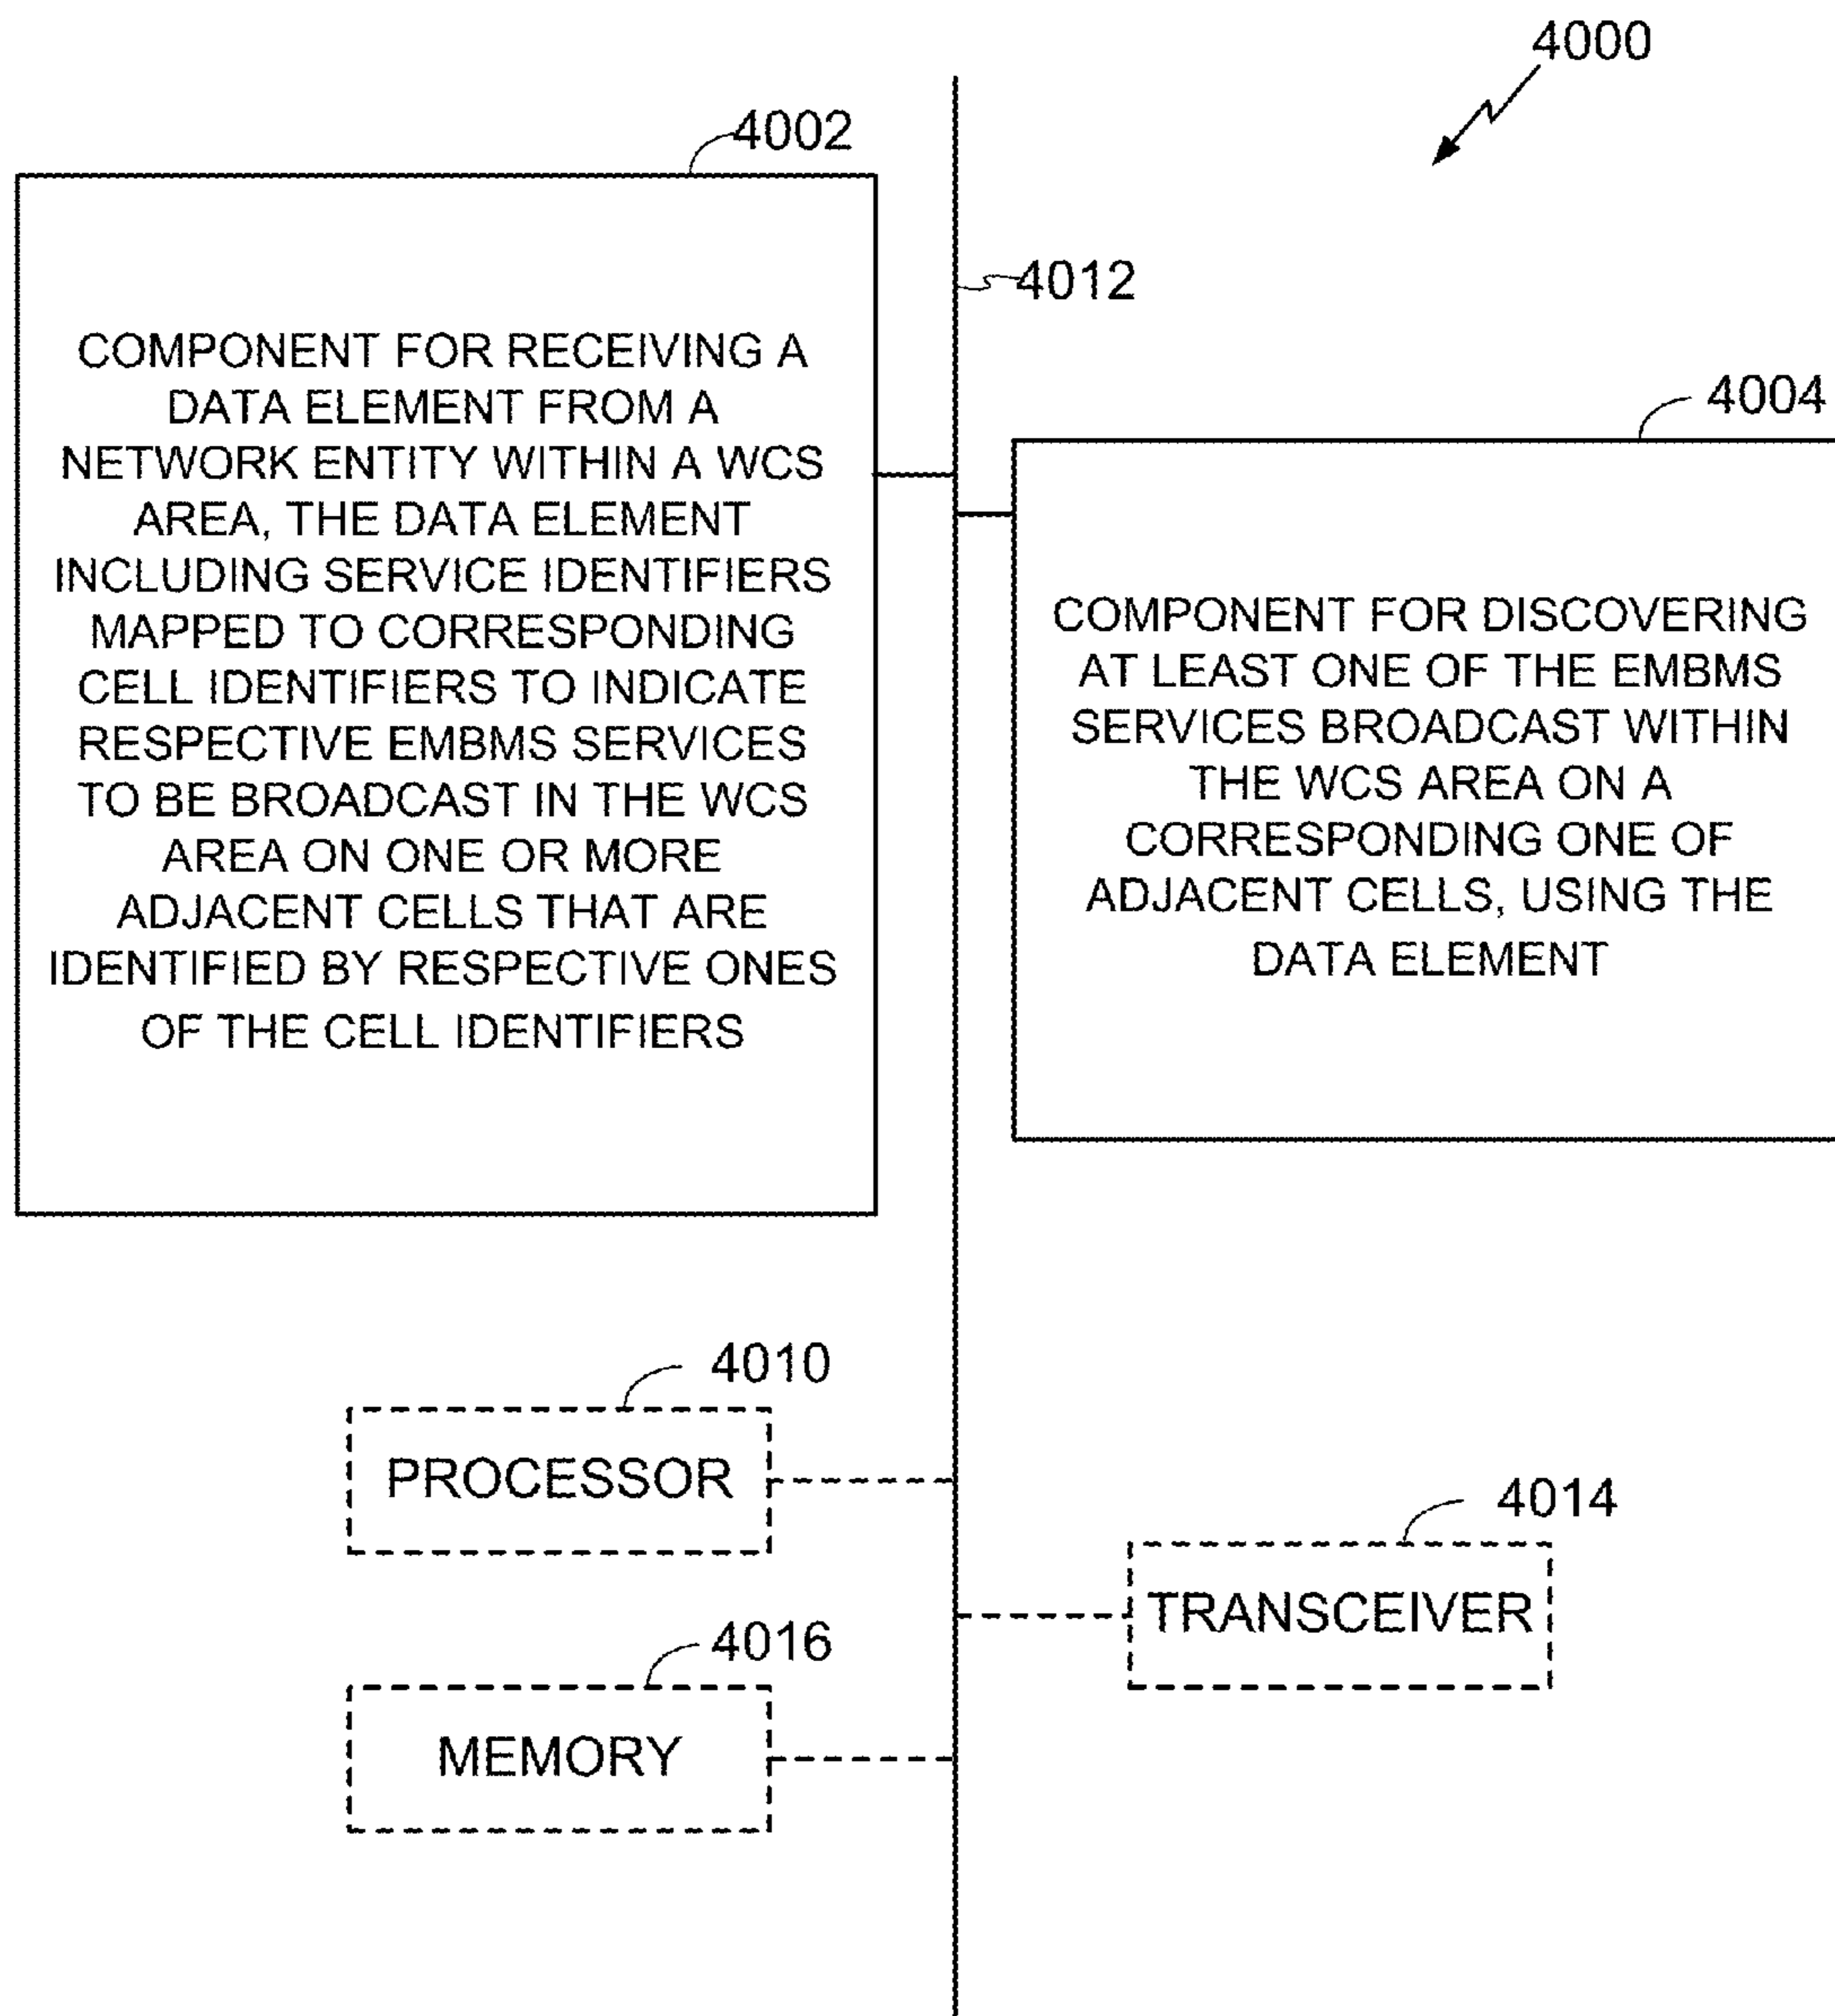 4000
4002
COMPONENT FOR RECEIVING A
DATA ELEMENT FROM A
NETWORK ENTITY WITHIN A WCS
AREA, THE DATA ELEMENT
INCLUDING SERVICE IDENTIFIERS
MAPPED TO CORRESPONDING
CELL IDENTIFIERS TO INDICATE
RESPECTIVE EMBMS SERVICES
TO BE BROADCAST IN THE WCS
AREA ON ONE OR MORE
ADJACENT CELLS THAT ARE
IDENTIFIED BY RESPECTIVE ONES
OF THE CELL IDENTIFIERS
4012
4004
COMPONENT FOR DISCOVERING
AT LEAST ONE OF THE EMBMS
SERVICES BROADCAST WITHIN
THE WCS AREA ON A
CORRESPONDING ONE OF
ADJACENT CELLS, USING THE
DATA ELEMENT
4010
PROCESSOR
4014
TRANSCEIVER
4016
MEMORY